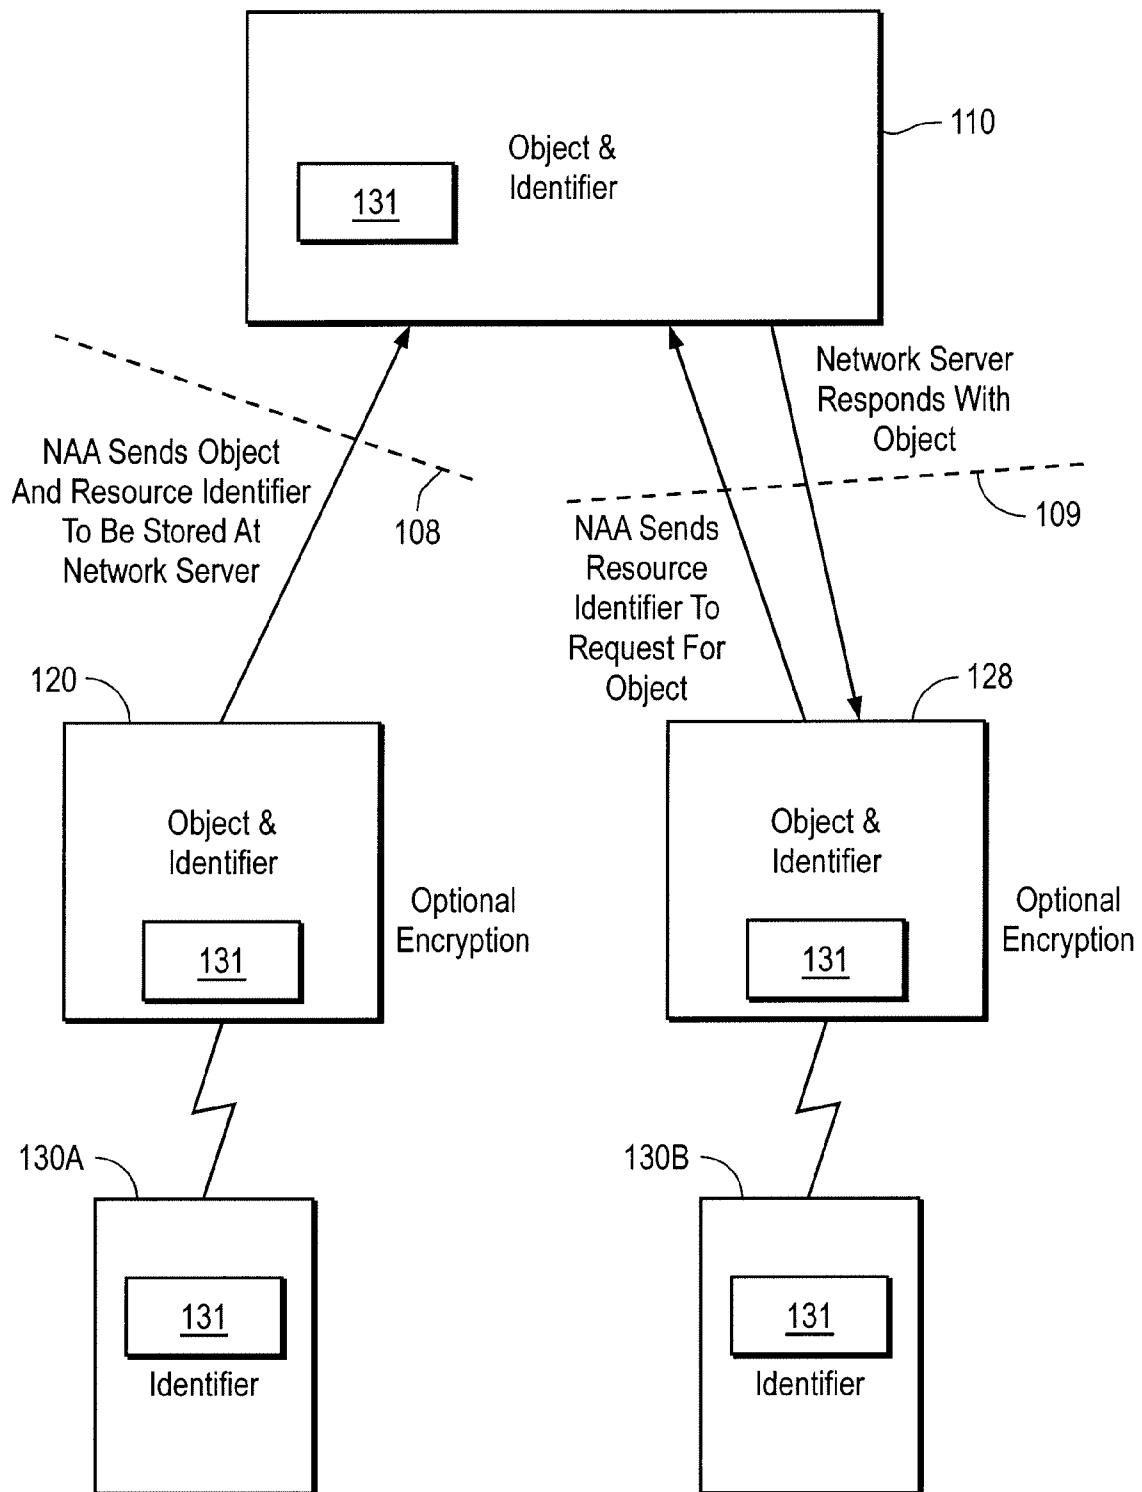 110
Object &
Identifier
131
Network Server
Responds With
Object
NAA Sends Object
And Resource Identifier
To Be Stored At
Network Server
108
109
NAA Sends
Resource
Identifier To
Request For
Object
120
128
Object &
Identifier
131
Optional
Encryption
Object &
Identifier
131
Optional
Encryption
130A
131
Identifier
130B
131
Identifier